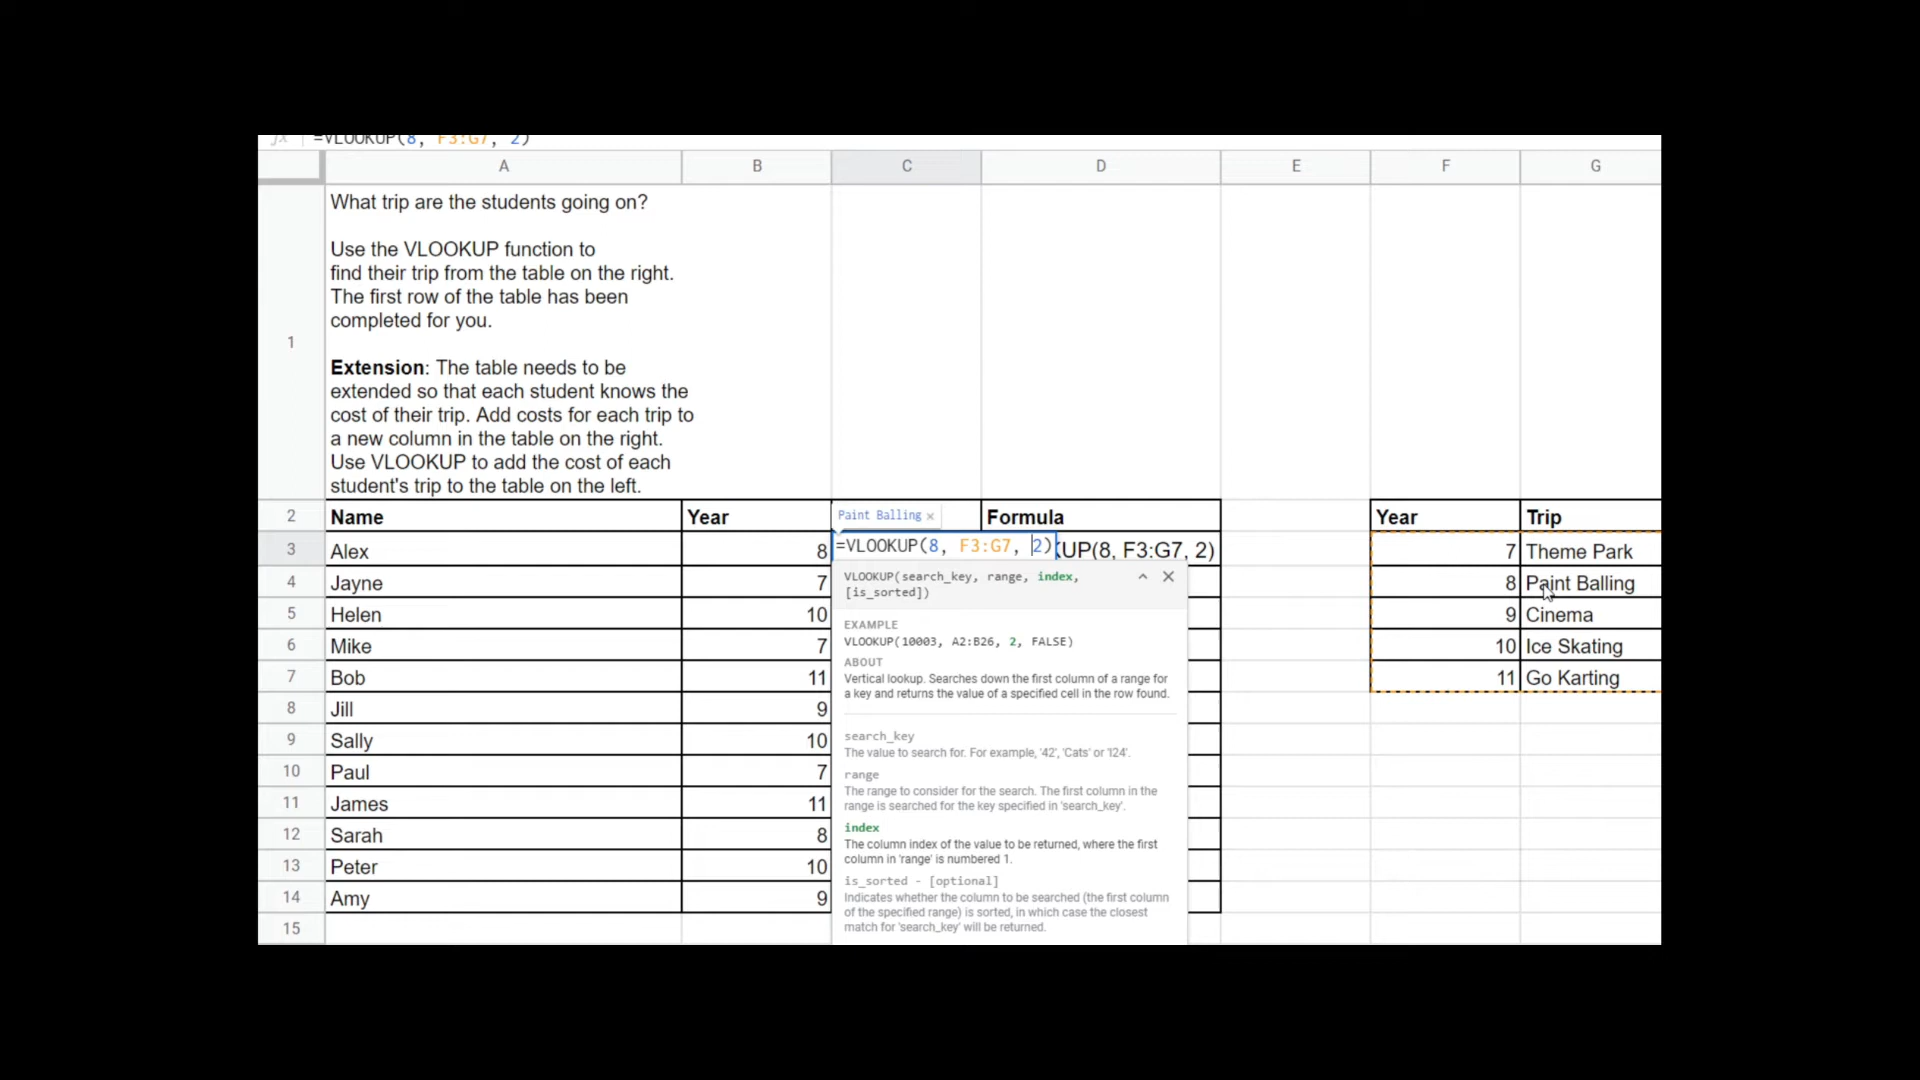 =VLOOKUP(8, F3:G7, 2)
A B C D E F G
1
What trip are the students going on?
Use the VLOOKUP function to
find their trip from the table on the right.
The first row of the table has been
completed for you.
Extension: The table needs to be
extended so that each student knows the
cost of their trip. Add costs for each trip to
a new column in the table on the right.
Use VLOOKUP to add the cost of each
student's trip to the table on the left.
2 Name Year Paint Balling × Formula Year Trip
3 Alex 8 =VLOOKUP(8, F3:G7, 2) KUP(8, F3:G7, 2) 7 Theme Park
4 Jayne 7 8 Paint Balling
5 Helen 10 9 Cinema
6 Mike 7 10 Ice Skating
7 Bob 11 11 Go Karting
8 Jill 9
9 Sally 10
10 Paul 7
11 James 11
12 Sarah 8
13 Peter 10
14 Amy 9
15
VLOOKUP(search_key, range, index,
[is_sorted])
EXAMPLE
VLOOKUP(10003, A2:B26, 2, FALSE)
ABOUT
Vertical lookup. Searches down the first column of a range for
a key and returns the value of a specified cell in the row found.
search_key
The value to search for. For example, '42', 'Cats' or 'I24'.
range
The range to consider for the search. The first column in the
range is searched for the key specified in 'search_key'.
index
The column index of the value to be returned, where the first
column in 'range' is numbered 1.
is_sorted - [optional]
Indicates whether the column to be searched (the first column
of the specified range) is sorted, in which case the closest
match for 'search_key' will be returned.